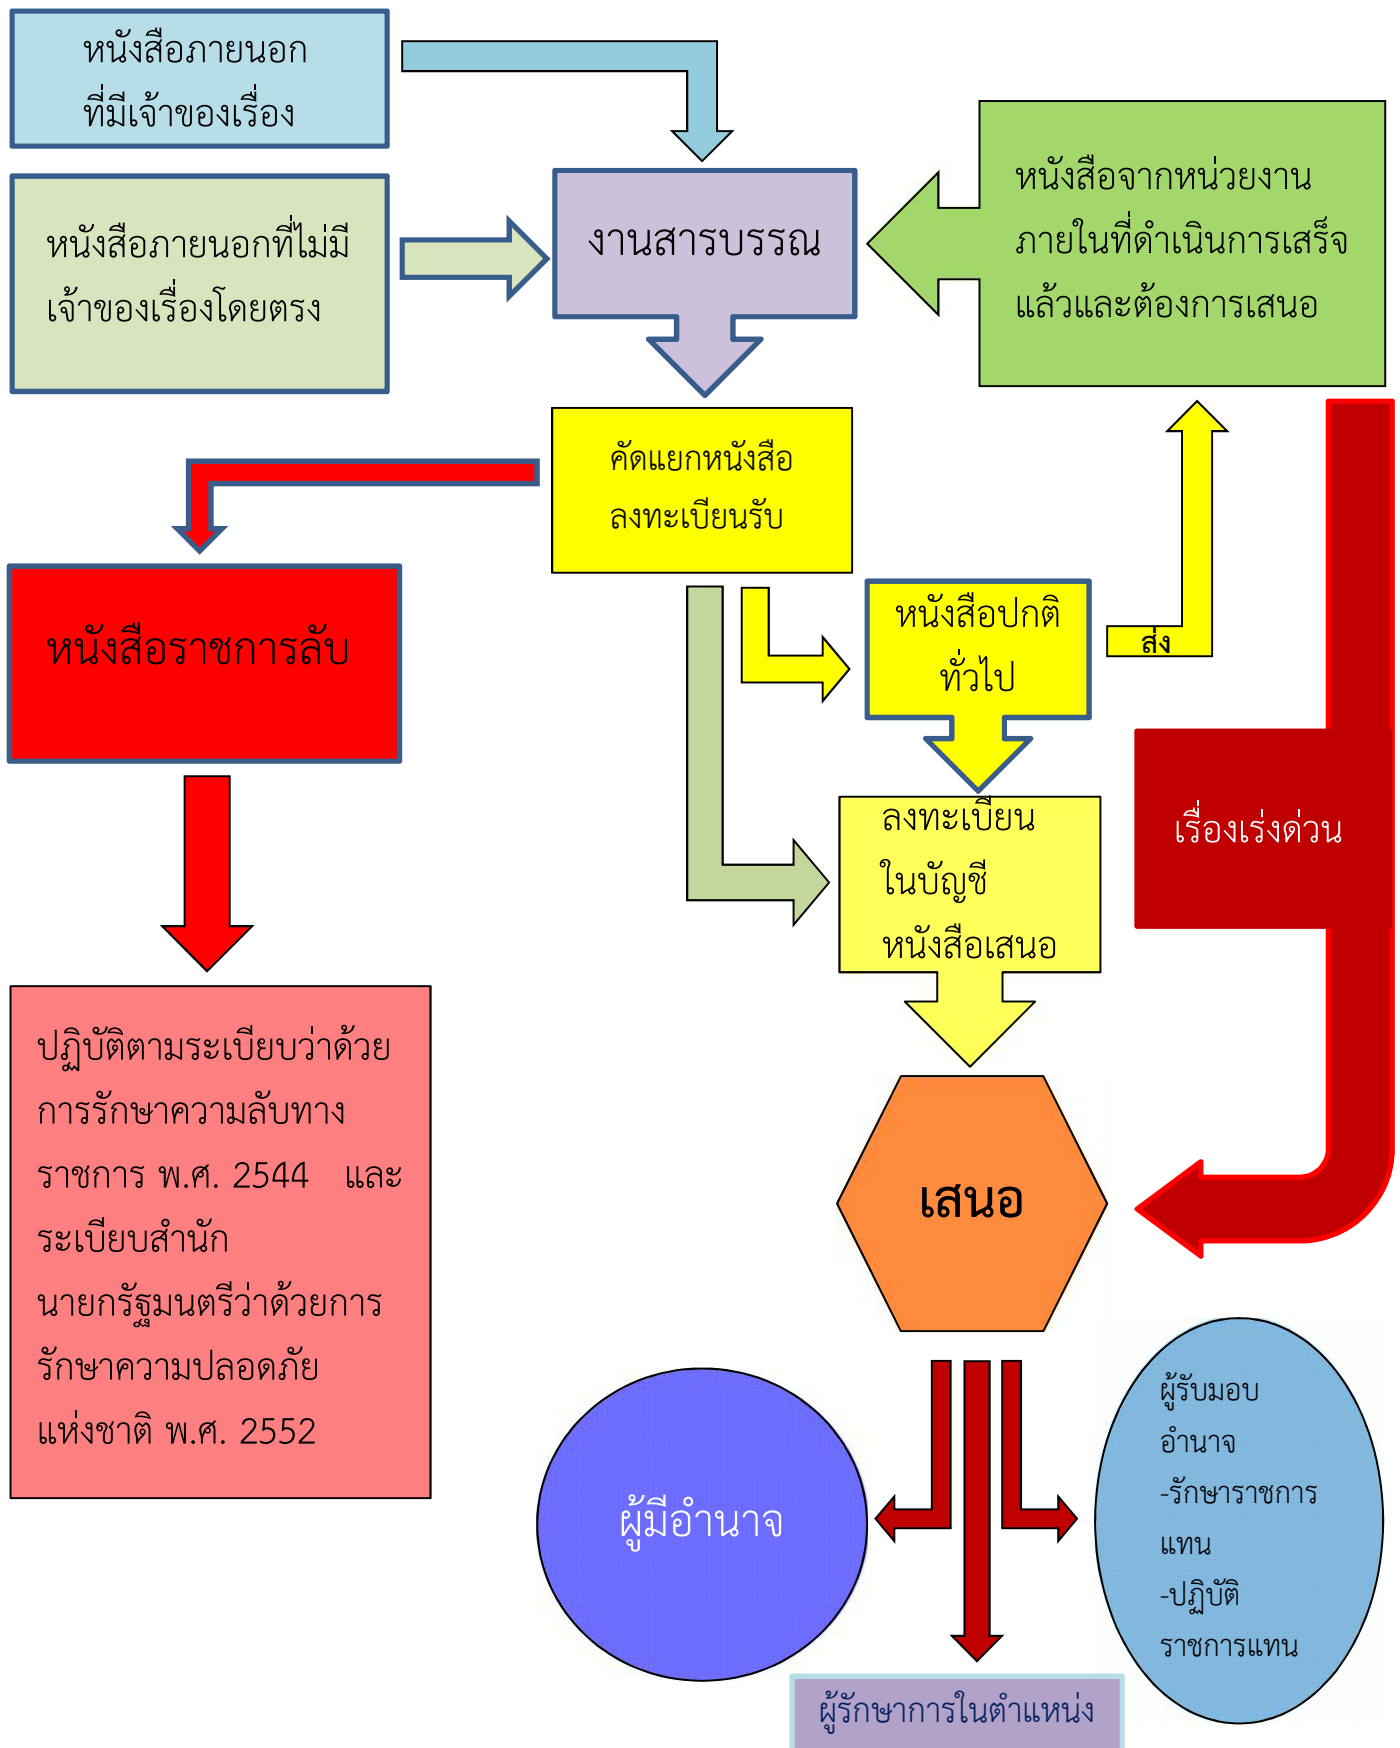 หนังสือภายนอก
ที่มีเจ้าของเรื่อง
หนังสือภายนอกที่ไม่มี
เจ้าของเรื่องโดยตรง
งานสารบรรณ
หนังสือจากหน่วยงาน
ภายในที่ดำเนินการเสร็จ
แล้วและต้องการเสนอ
คัดแยกหนังสือ
ลงทะเบียนรับ
หนังสือราชการลับ
หนังสือปกติ
ทั่วไป
ส่ง
ลงทะเบียน
ในบัญชี
หนังสือเสนอ
เรื่องเร่งด่วน
ปฏิบัติตามระเบียบว่าด้วย
การรักษาความลับทาง
ราชการ พ.ศ. 2544 และ
ระเบียบสำนัก
นายกรัฐมนตรีว่าด้วยการ
รักษาความปลอดภัย
แห่งชาติ พ.ศ. 2552
เสนอ
ผู้มีอำนาจ
ผู้รับมอบ
อำนาจ
-รักษาราชการ
แทน
-ปฏิบัติ
ราชการแทน
ผู้รักษาการในตำแหน่ง